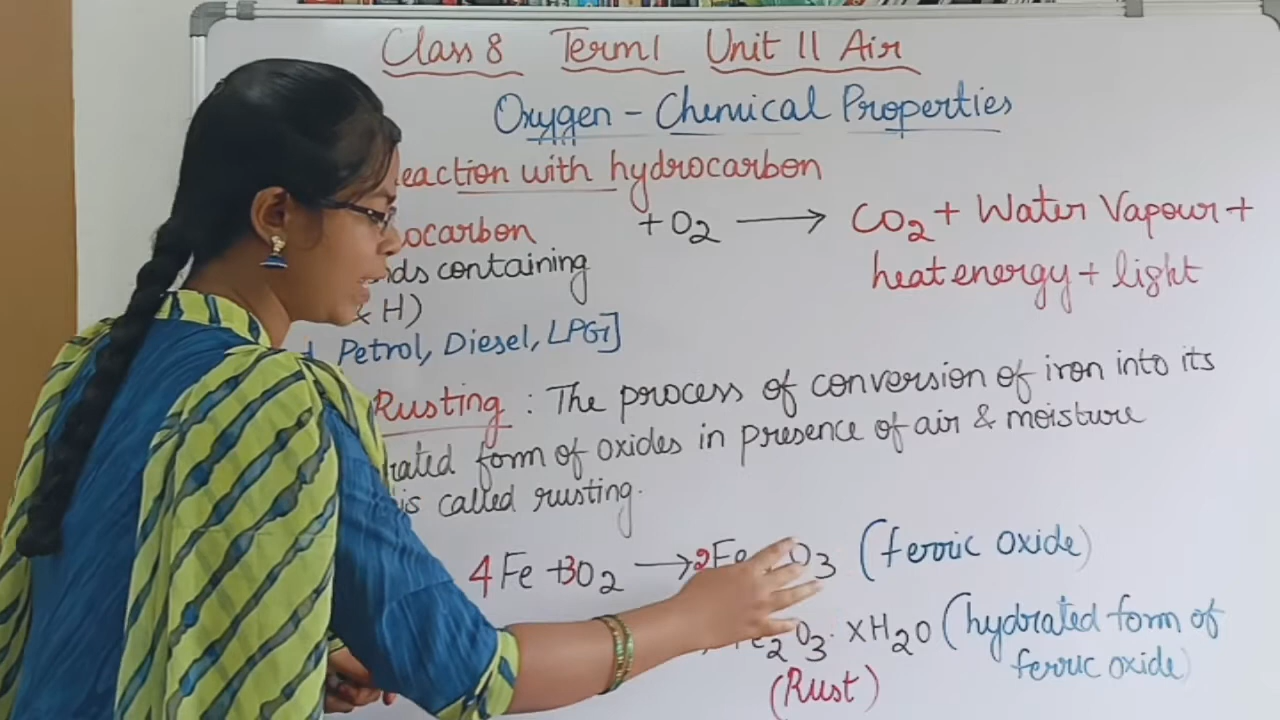 Class 8 Term 1 Unit 11 Air
Oxygen - Chemical Properties
eaction with hydrocarbon
ocarbon + O2 → CO2 + Water Vapour +
heat energy + light
nds containing
H)
Petrol, Diesel, LPG]
Rusting : The process of conversion of iron into its
rated form of oxides in presence of air & moisture
is called rusting.
4Fe + 3O2 → 2Fe O3 (ferric oxide)
Fe2O3. xH2O (hydrated form of
ferric oxide)
(Rust)